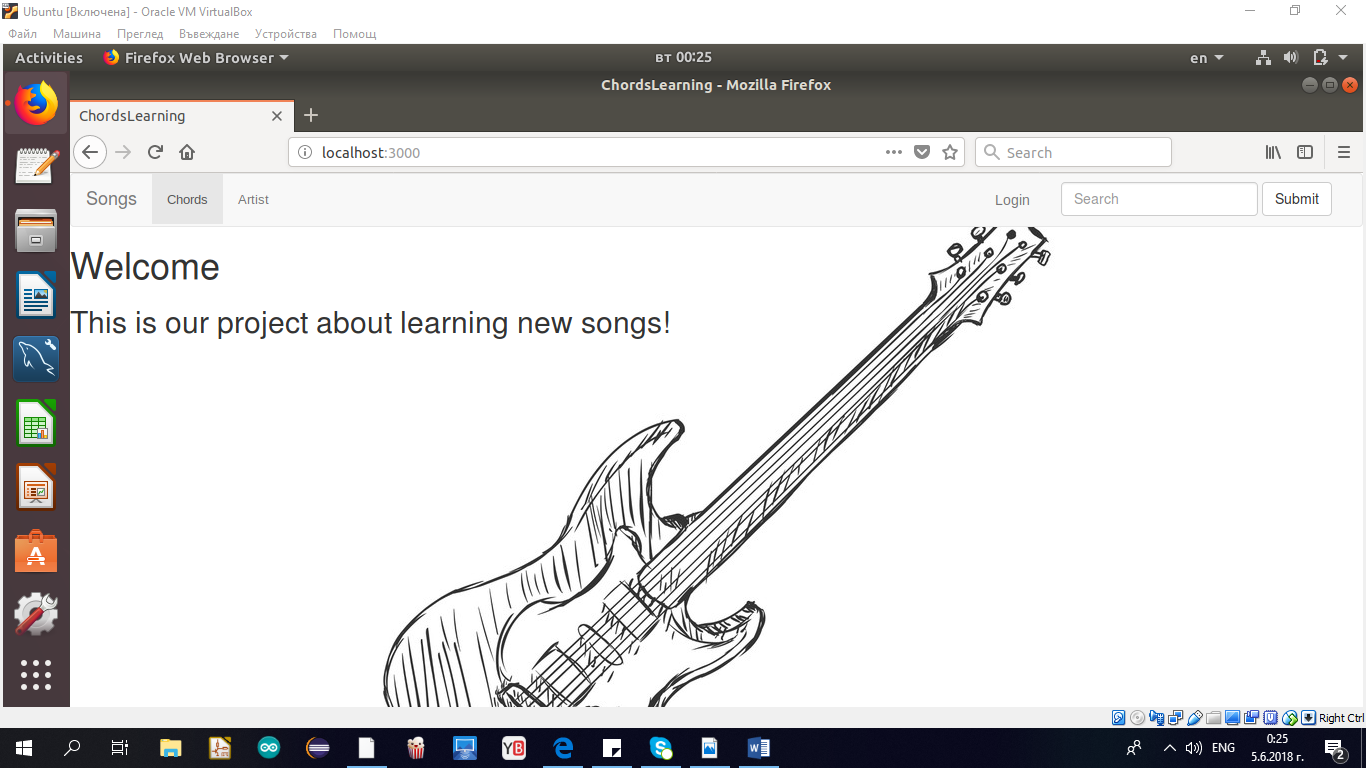 Ubuntu [Включена] - Oracle VM VirtualBox
Файл Машина Преглед Въвеждане Устройства Помощ
Activities Firefox Web Browser вт 00:25 en
ChordsLearning - Mozilla Firefox
ChordsLearning
localhost:3000 Search
Songs Chords Artist Login Search Submit
Welcome
This is our project about learning new songs!
Right Ctrl
ENG 0:25
5.6.2018 г. 2